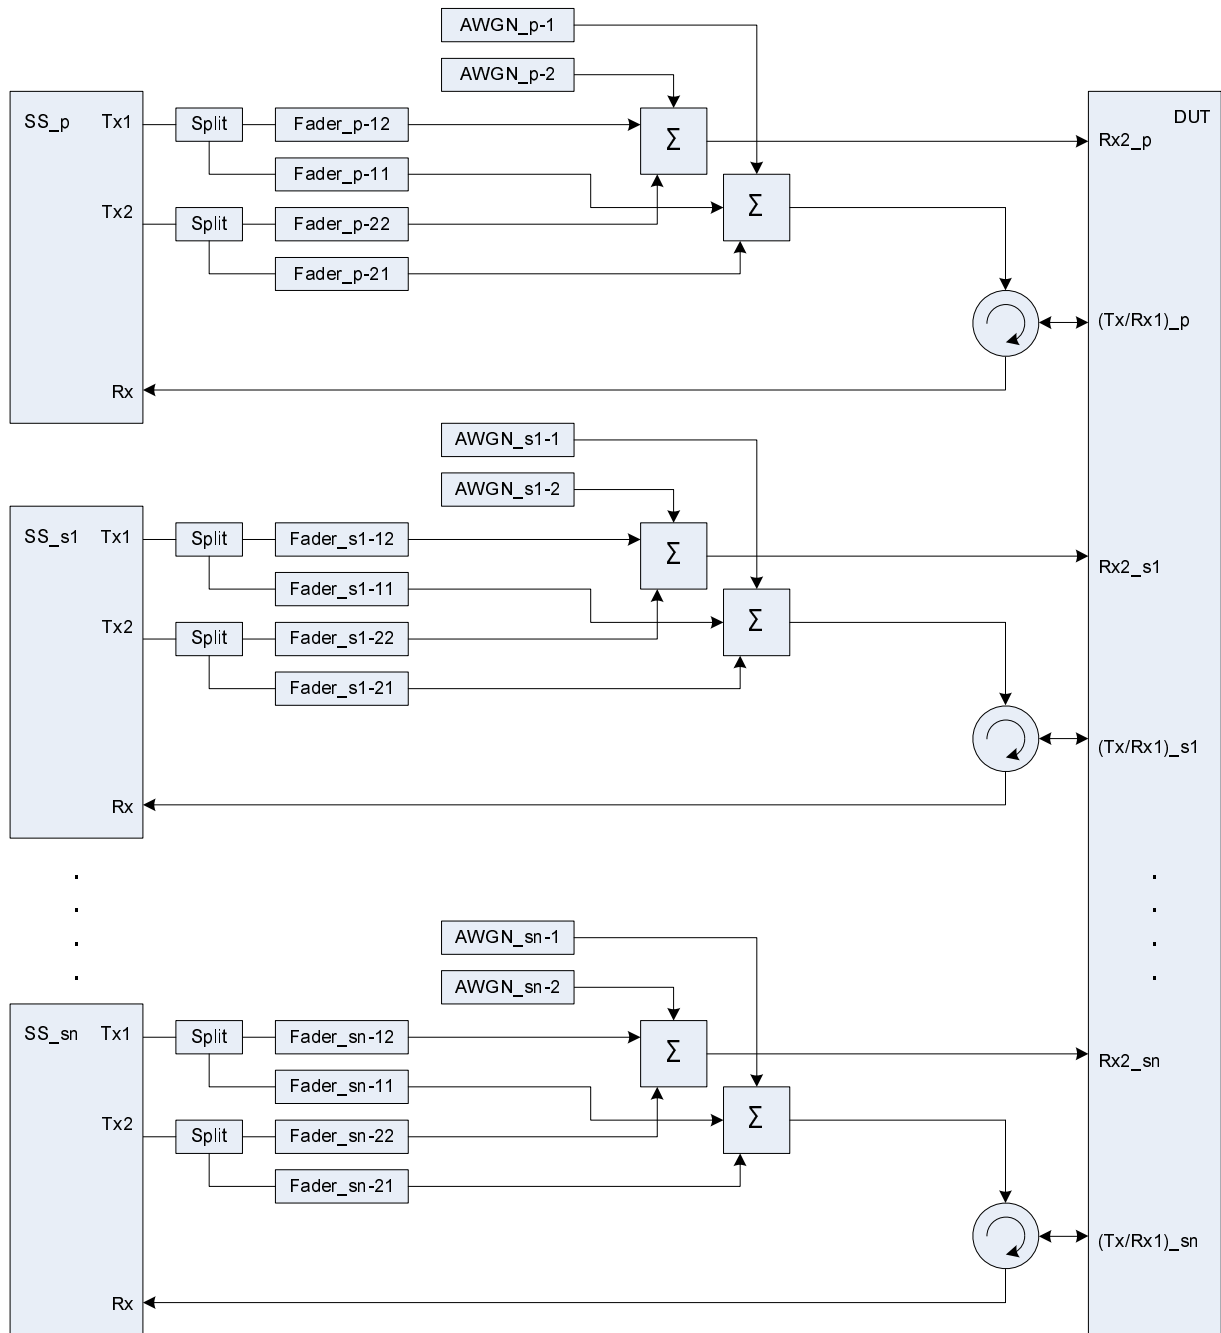 AWGN_p-1
AWGN_p-2
SS_p Tx1
Split
Fader_p-12
Σ
DUT
Rx2_p
Fader_p-11
Tx2
Split
Fader_p-22
Σ
Fader_p-21
(Tx/Rx1)_p
Rx
AWGN_s1-1
AWGN_s1-2
SS_s1 Tx1
Split
Fader_s1-12
Σ
Rx2_s1
Fader_s1-11
Tx2
Split
Fader_s1-22
Σ
Fader_s1-21
(Tx/Rx1)_s1
Rx
AWGN_sn-1
AWGN_sn-2
SS_sn Tx1
Split
Fader_sn-12
Σ
Rx2_sn
Fader_sn-11
Tx2
Split
Fader_sn-22
Σ
Fader_sn-21
(Tx/Rx1)_sn
Rx